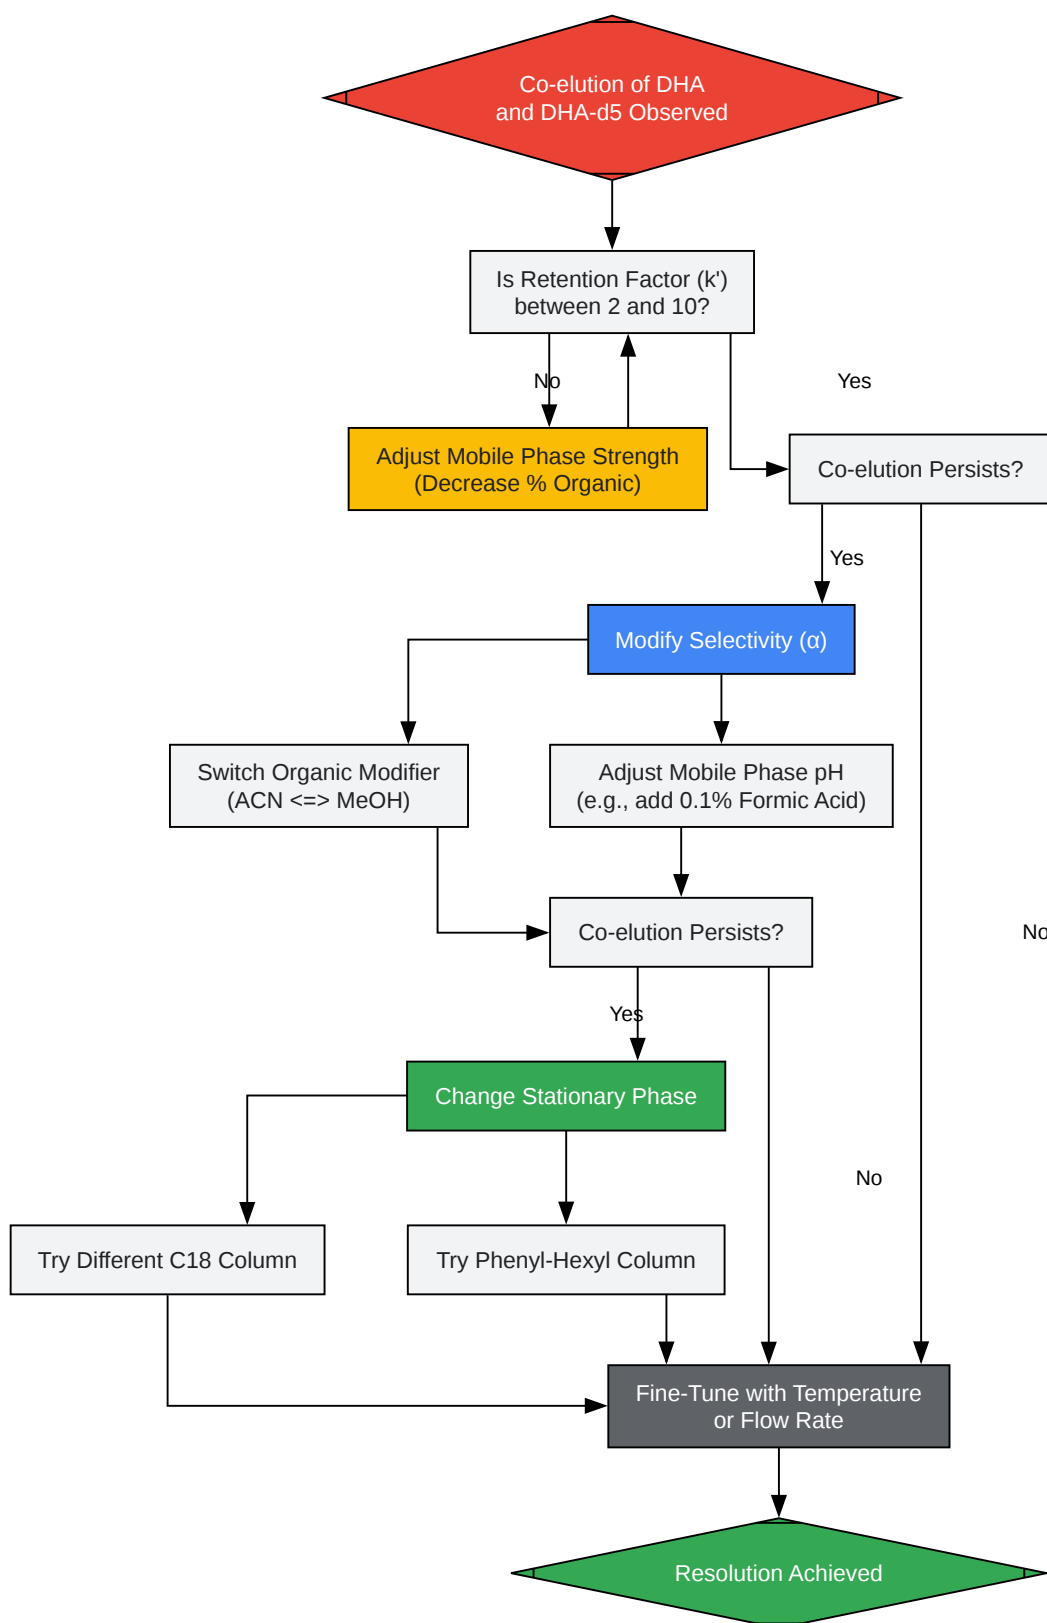 Co-elution of DHA
and DHA-d5 Observed
Is Retention Factor (k')
between 2 and 10?
No
Yes
Adjust Mobile Phase Strength
(Decrease % Organic)
Co-elution Persists?
Yes
Modify Selectivity (α)
Switch Organic Modifier
(ACN <=> MeOH)
Adjust Mobile Phase pH
(e.g., add 0.1% Formic Acid)
Co-elution Persists?
No
Yes
Change Stationary Phase
No
Try Different C18 Column
Try Phenyl-Hexyl Column
Fine-Tune with Temperature
or Flow Rate
Resolution Achieved